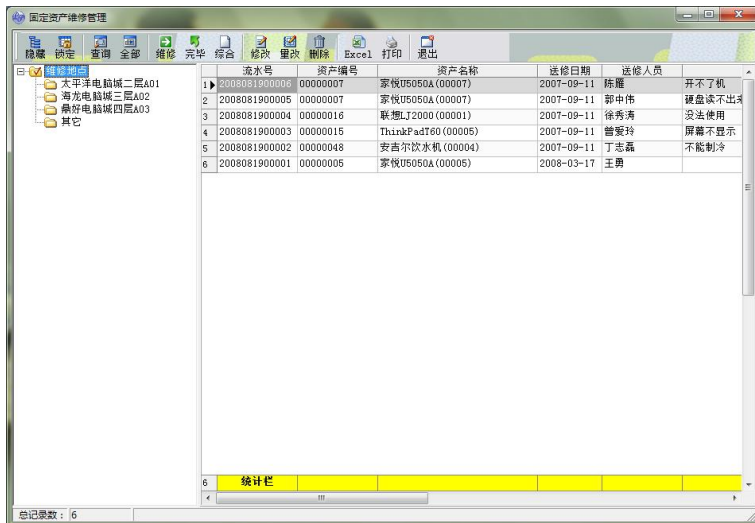 固定资产维修管理
隐藏 锁定 查询 全部 维修 完毕 综合 修改 量改 删除 Excel 打印 退出
维修地点
太平洋电脑城二层A01
海龙电脑城三层A02
鼎好电脑城四层A03
其它
流水号 资产编号 资产名称 送修日期 送修人员
1 2008081900006 00000007 家悦U5050A(00007) 2007-09-11 陈雁 开不了机
2 2008081900005 00000007 家悦U5050A(00007) 2007-09-11 郭中伟 硬盘读不出来
3 2008081900004 00000016 联想LJ2000(00001) 2007-09-11 徐秀涛 没法使用
4 2008081900003 00000015 ThinkPadT60(00005) 2007-09-11 曾爱玲 屏幕不显示
5 2008081900002 00000048 安吉尔饮水机(00004) 2007-09-11 丁志磊 不能制冷
6 2008081900001 00000005 家悦U5050A(00005) 2008-03-17 王勇
6 统计栏
总记录数: 6